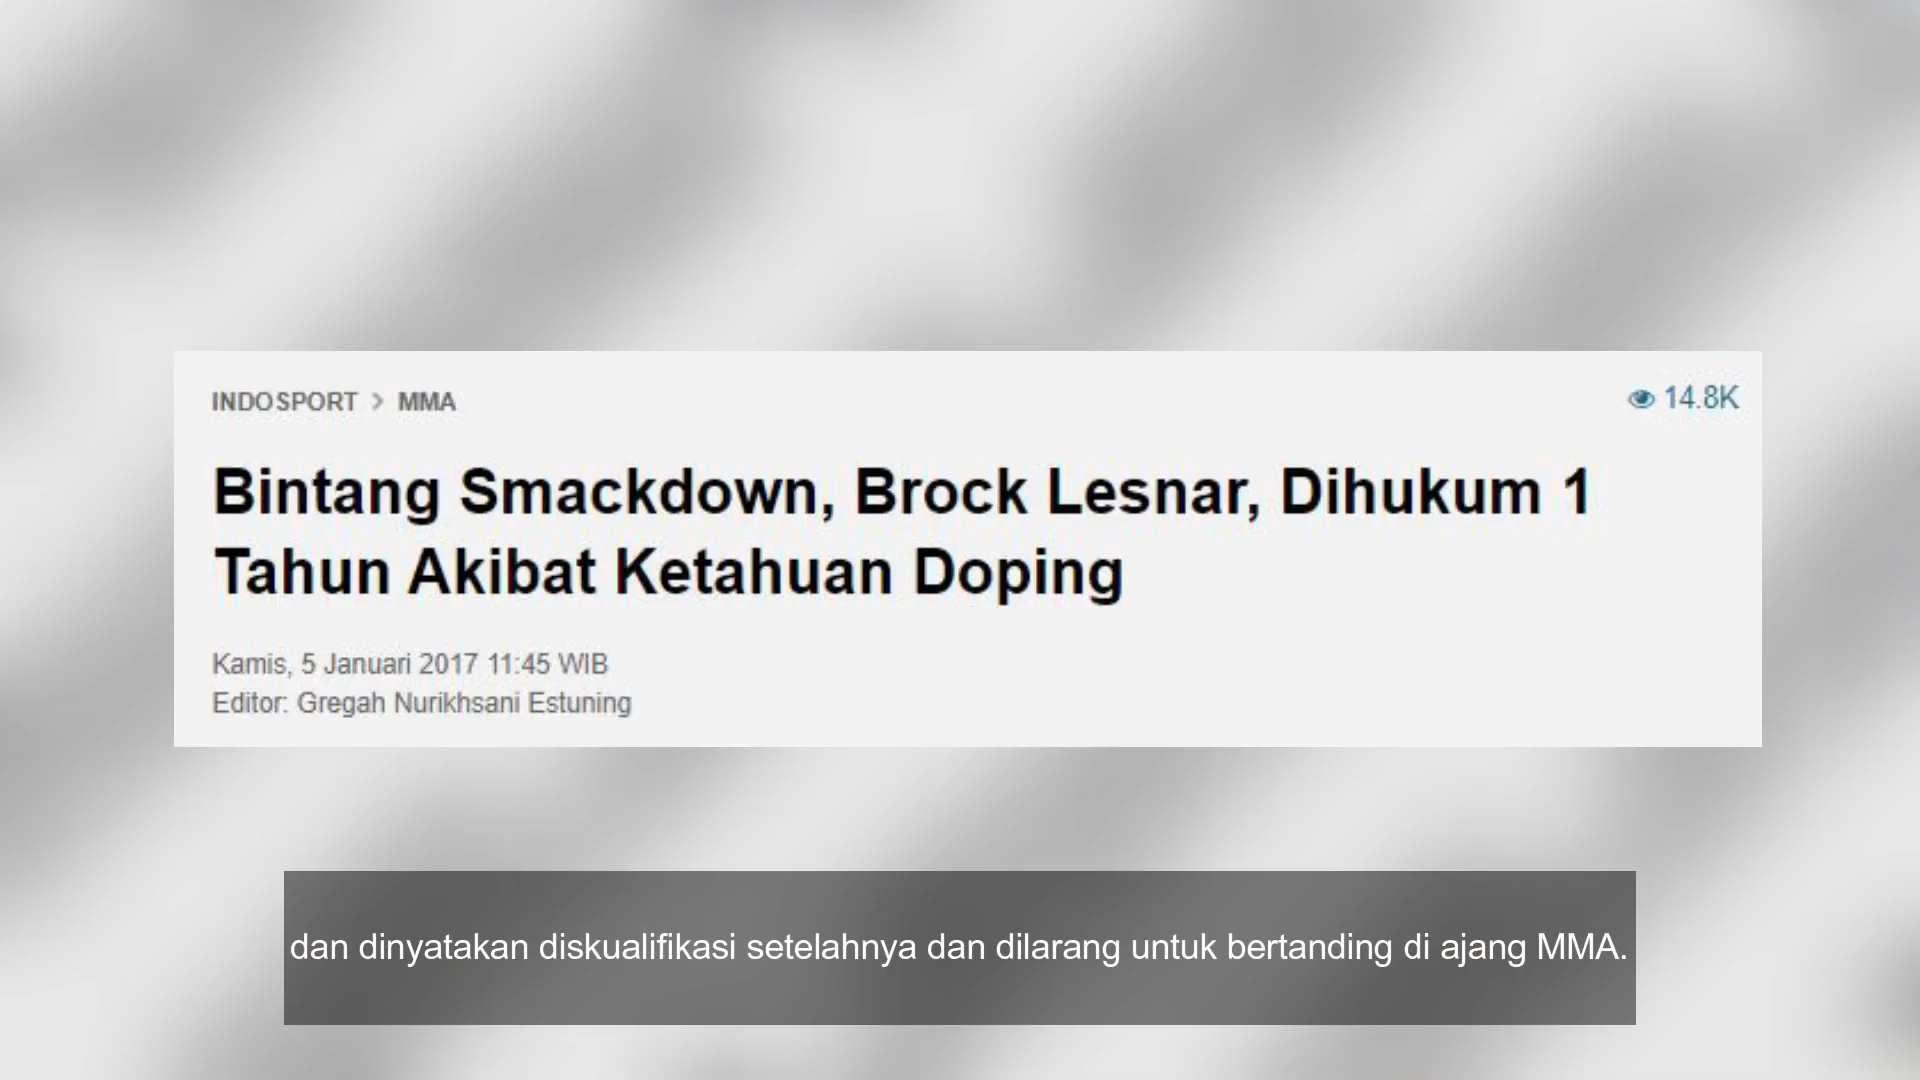 INDOSPORT > MMA
14.8K
Bintang Smackdown, Brock Lesnar, Dihukum 1
Tahun Akibat Ketahuan Doping
Kamis, 5 Januari 2017 11:45 WIB
Editor: Gregah Nurikhsani Estuning
dan dinyatakan diskualifikasi setelahnya dan dilarang untuk bertanding di ajang MMA.